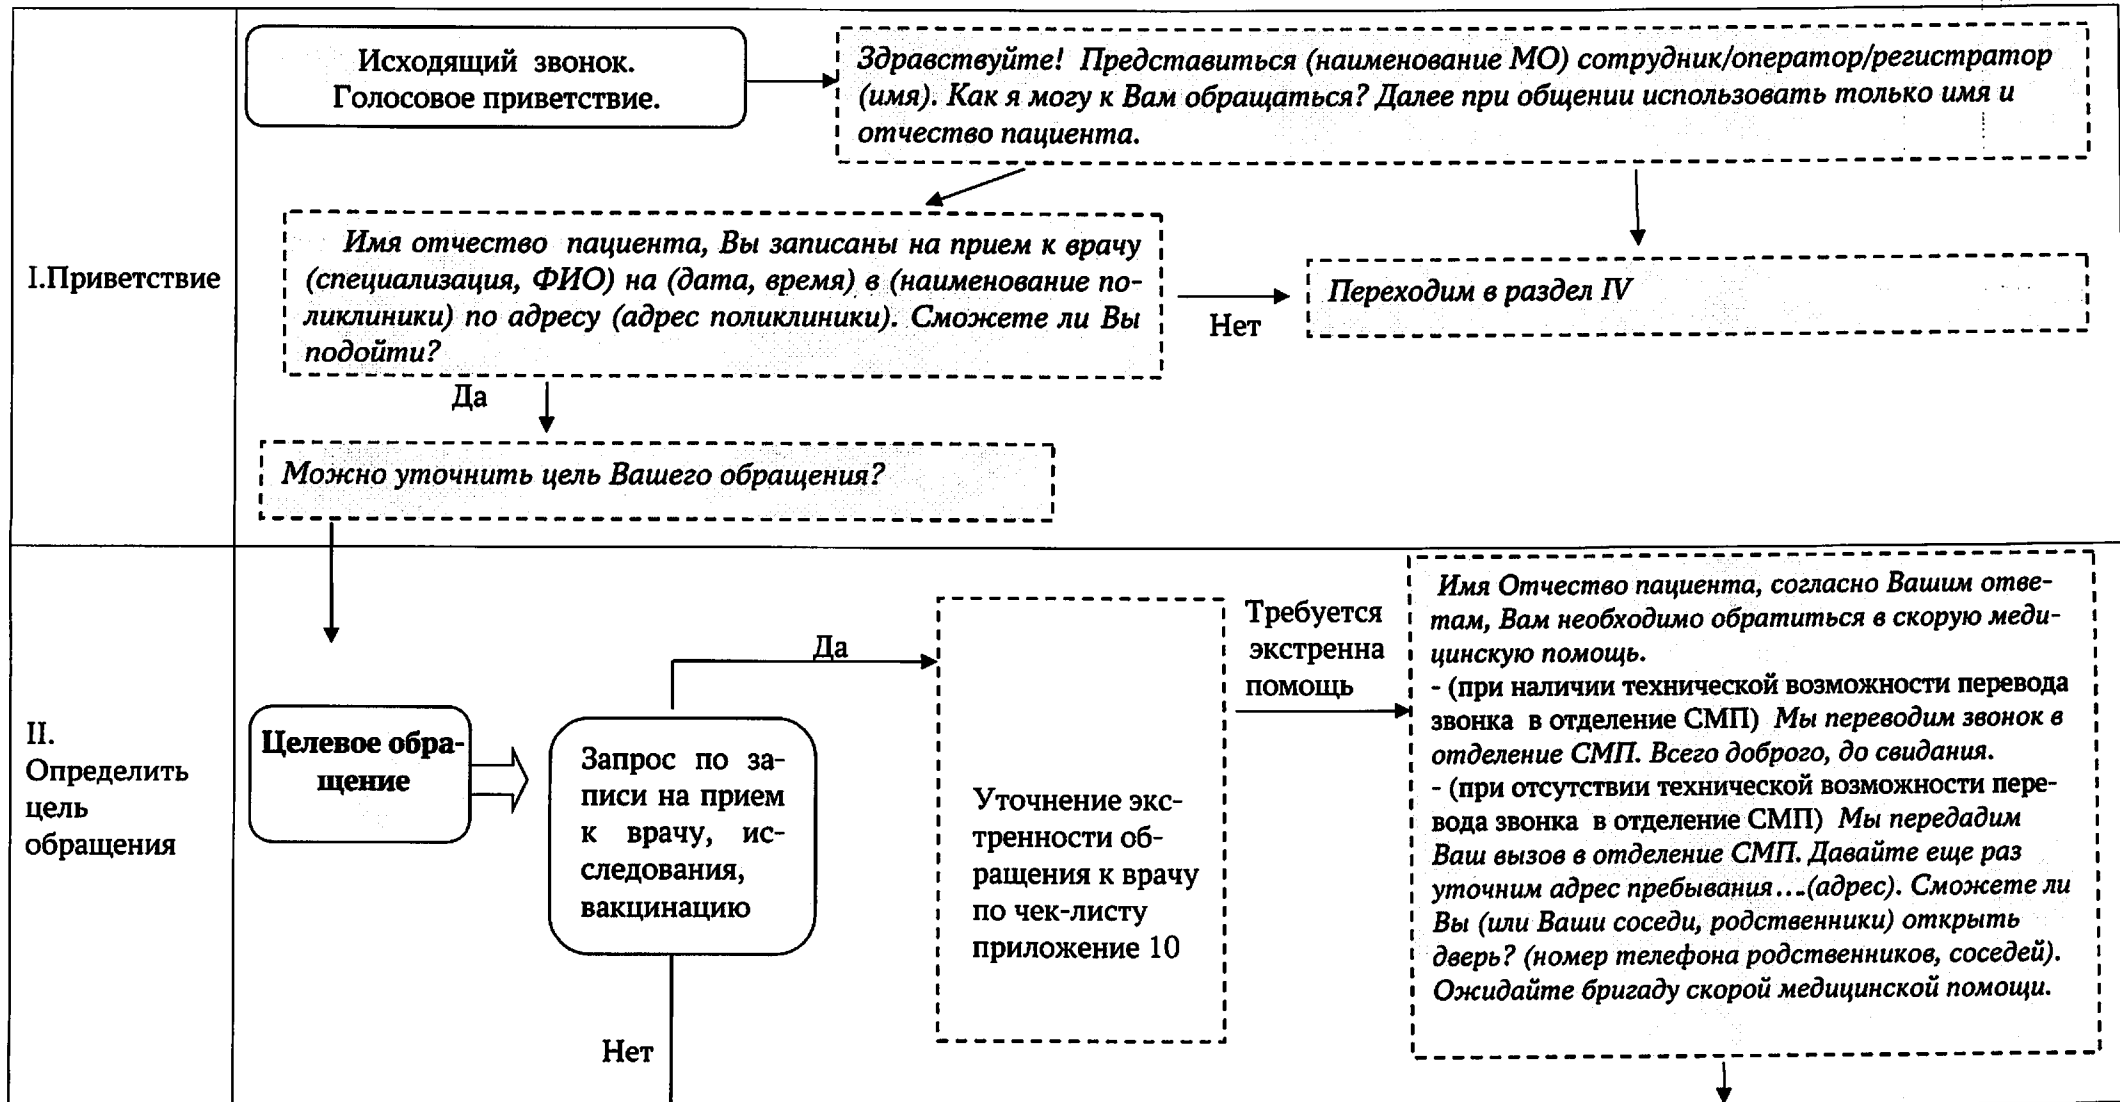 Исходящий звонок.
Голосовое приветствие.
Здравствуйте! Представиться (наименование МО) сотрудник/оператор/регистратор
(имя). Как я могу к Вам обращаться? Далее при общении использовать только имя и
отчество пациента.
I.Приветствие
Имя отчество пациента, Вы записаны на прием к врачу
(специализация, ФИО) на (дата, время) в (наименование по-
ликлиники) по адресу (адрес поликлиники). Сможете ли Вы
подойти?
Нет
Переходим в раздел IV
Да
Можно уточнить цель Вашего обращения?
II.
Определить
цель
обращения
Целевое обра-
щение
Запрос по за-
писи на прием
к врачу, ис-
следования,
вакцинацию
Да
Нет
Уточнение экс-
тренности об-
ращения к врачу
по чек-листу
приложение 10
Требуется
экстренна
помощь
Имя Отчество пациента, согласно Вашим отве-
там, Вам необходимо обратиться в скорую меди-
цинскую помощь.
- (при наличии технической возможности перевода
звонка в отделение СМП) Мы переводим звонок в
отделение СМП. Всего доброго, до свидания.
- (при отсутствии технической возможности пере-
вода звонка в отделение СМП) Мы передадим
Ваш вызов в отделение СМП. Давайте еще раз
уточним адрес пребывания...(адрес). Сможете ли
Вы (или Ваши соседи, родственники) открыть
дверь? (номер телефона родственников, соседей).
Ожидайте бригаду скорой медицинской помощи.